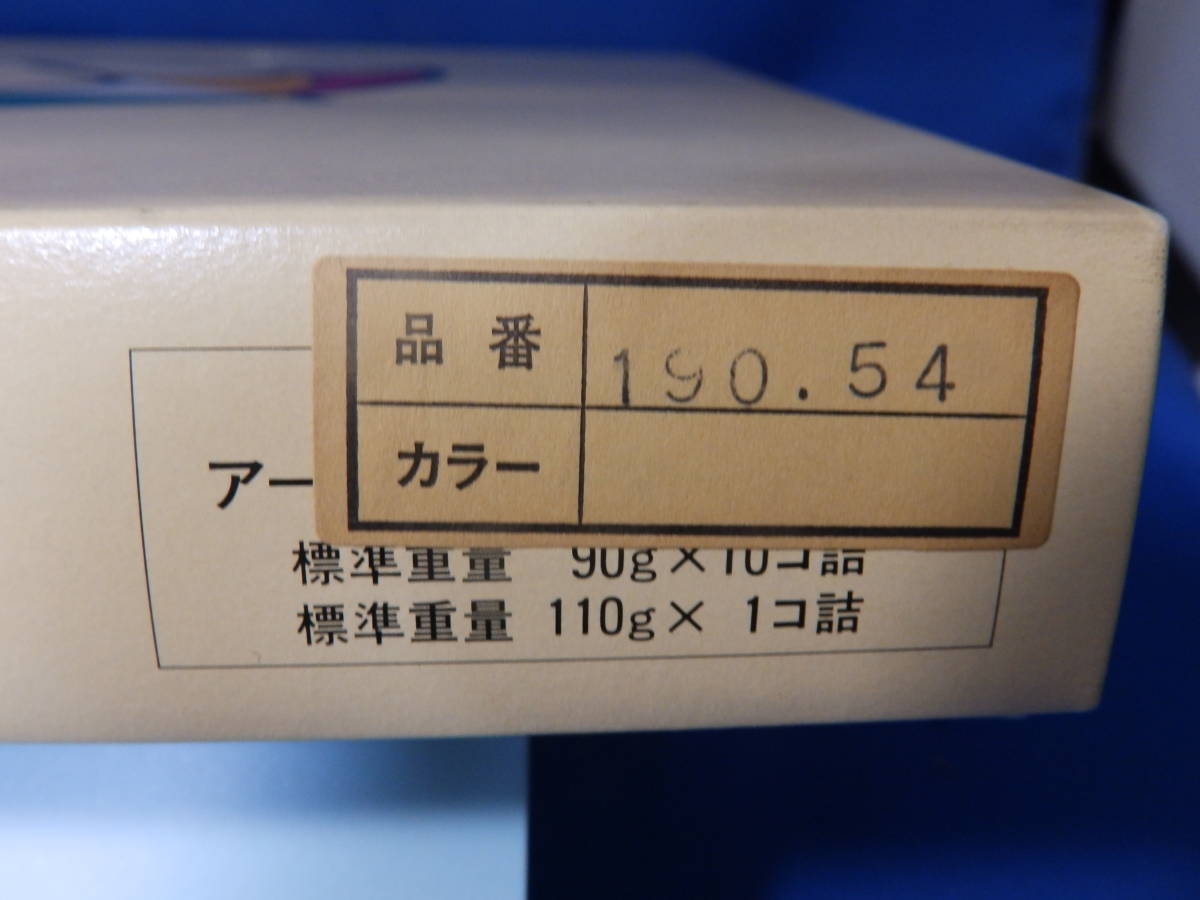 品番 190.54
カラー
アー
標準重量 90g×10コ詰
標準重量 110g× 1コ詰